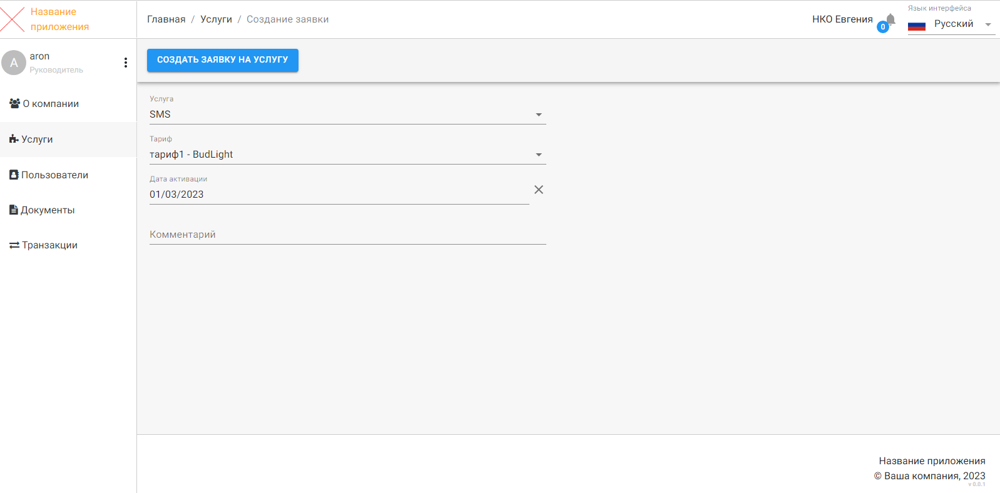 Название
приложения
Главная / Услуги / Создание заявки
НКО Евгения
0
Язык интерфейса
Русский
A
aron
Руководитель
О компании
Услуги
Пользователи
Документы
Транзакции
СОЗДАТЬ ЗАЯВКУ НА УСЛУГУ
Услуга
SMS
Тариф
тариф1 - BudLight
Дата активации
01/03/2023
Комментарий
Название приложения
© Ваша компания, 2023
v 0.0.1